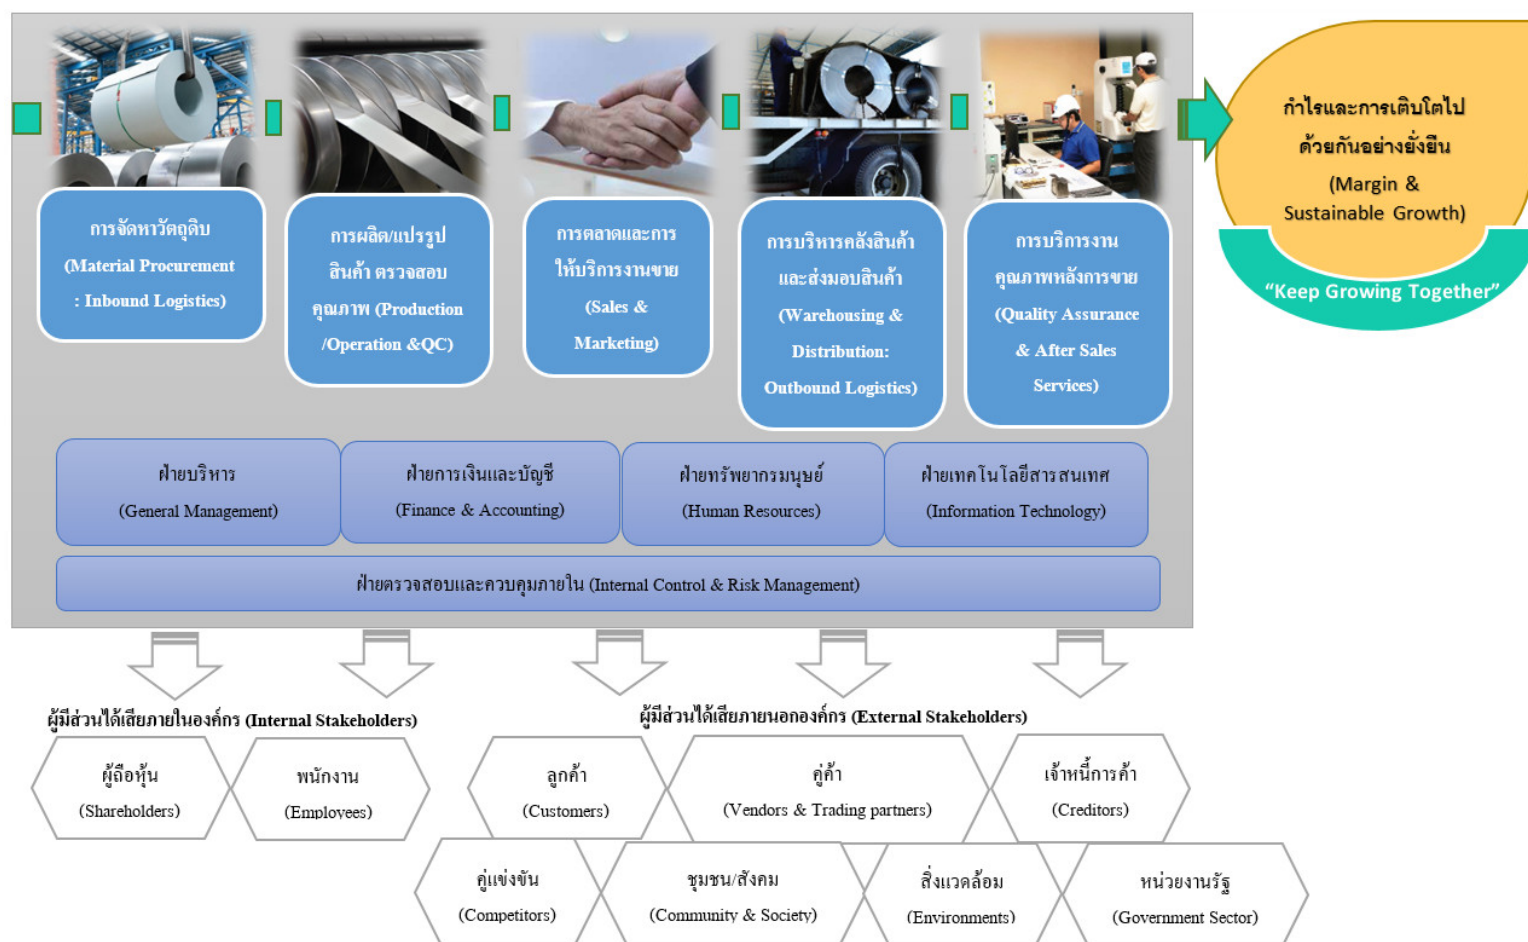 การจัดหาวัตถุดิบ
(Material Procurement
: Inbound Logistics)
การผลิต/แปรรูป
สินค้า ตรวจสอบ
คุณภาพ (Production
/Operation &QC)
การตลาดและการ
ให้บริการงานขาย
(Sales &
Marketing)
การบริหารคลังสินค้า
และส่งมอบสินค้า
(Warehousing &
Distribution:
Outbound Logistics)
การบริการงาน
คุณภาพหลังการขาย
(Quality Assurance
& After Sales
Services)
กำไรและการเติบโตไป
ด้วยกันอย่างยั่งยืน
(Margin &
Sustainable Growth)
“Keep Growing Together”
ฝ่ายบริหาร
(General Management)
ฝ่ายการเงินและบัญชี
(Finance & Accounting)
ฝ่ายทรัพยากรมนุษย์
(Human Resources)
ฝ่ายเทคโนโลยีสารสนเทศ
(Information Technology)
ฝ่ายตรวจสอบและควบคุมภายใน (Internal Control & Risk Management)
ผู้มีส่วนได้เสียภายในองค์กร (Internal Stakeholders)
ผู้มีส่วนได้เสียภายนอกองค์กร (External Stakeholders)
ผู้ถือหุ้น
(Shareholders)
พนักงาน
(Employees)
ลูกค้า
(Customers)
คู่ค้า
(Vendors & Trading partners)
เจ้าหนี้การค้า
(Creditors)
คู่แข่งขัน
(Competitors)
ชุมชน/สังคม
(Community & Society)
สิ่งแวดล้อม
(Environments)
หน่วยงานรัฐ
(Government Sector)